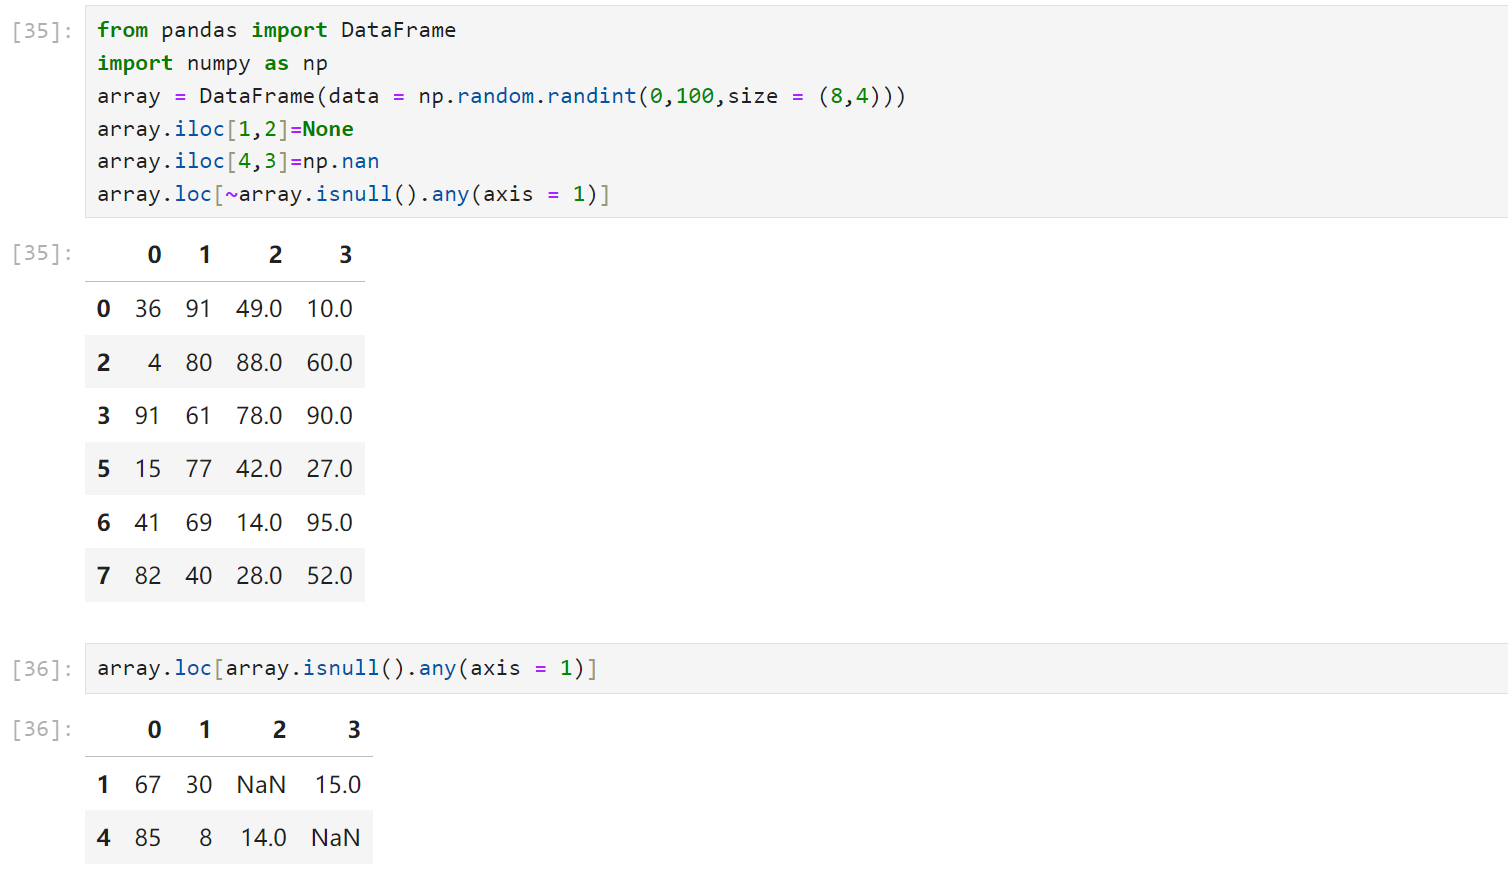 [35]: from pandas import DataFrame
import numpy as np
array = DataFrame(data = np.random.randint(0,100,size = (8,4)))
array.iloc[1,2]=None
array.iloc[4,3]=np.nan
array.loc[~array.isnull().any(axis = 1)]
[35]: 0 1 2 3
0 36 91 49.0 10.0
2 4 80 88.0 60.0
3 91 61 78.0 90.0
5 15 77 42.0 27.0
6 41 69 14.0 95.0
7 82 40 28.0 52.0
[36]: array.loc[array.isnull().any(axis = 1)]
[36]: 0 1 2 3
1 67 30 NaN 15.0
4 85 8 14.0 NaN